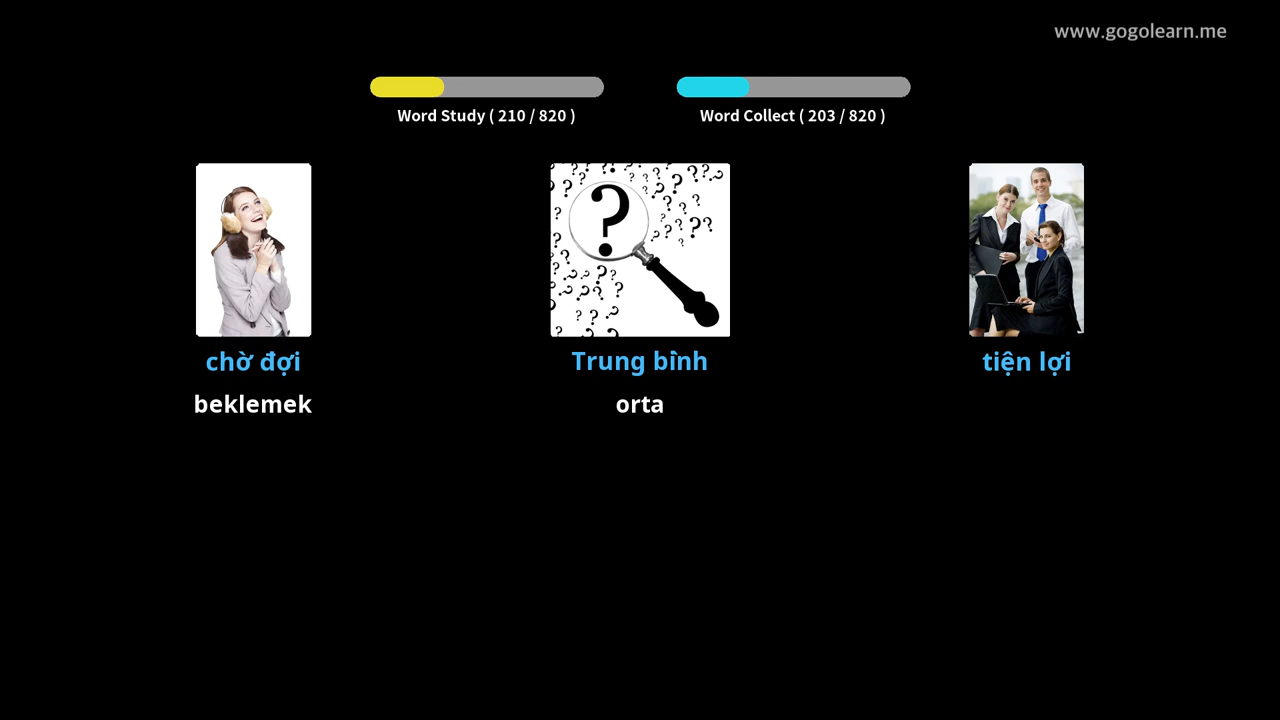 www.gogolearn.me
Word Study ( 210 / 820 )
Word Collect ( 203 / 820 )
chờ đợi
Trung bình
tiện lợi
beklemek
orta